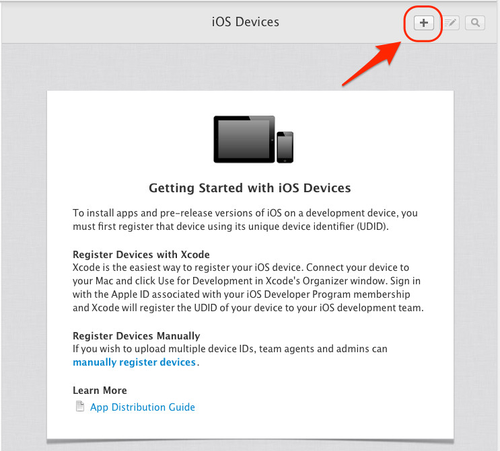 iOS Devices
Getting Started with iOS Devices
To install apps and pre-release versions of iOS on a development device, you
must first register that device using its unique device identifier (UDID).
Register Devices with Xcode
Xcode is the easiest way to register your iOS device. Connect your device to
your Mac and click Use for Development in Xcode's Organizer window. Sign in
with the Apple ID associated with your iOS Developer Program membership
and Xcode will register the UDID of your device to your iOS development team.
Register Devices Manually
If you wish to upload multiple device IDs, team agents and admins can
manually register devices.
Learn More
App Distribution Guide